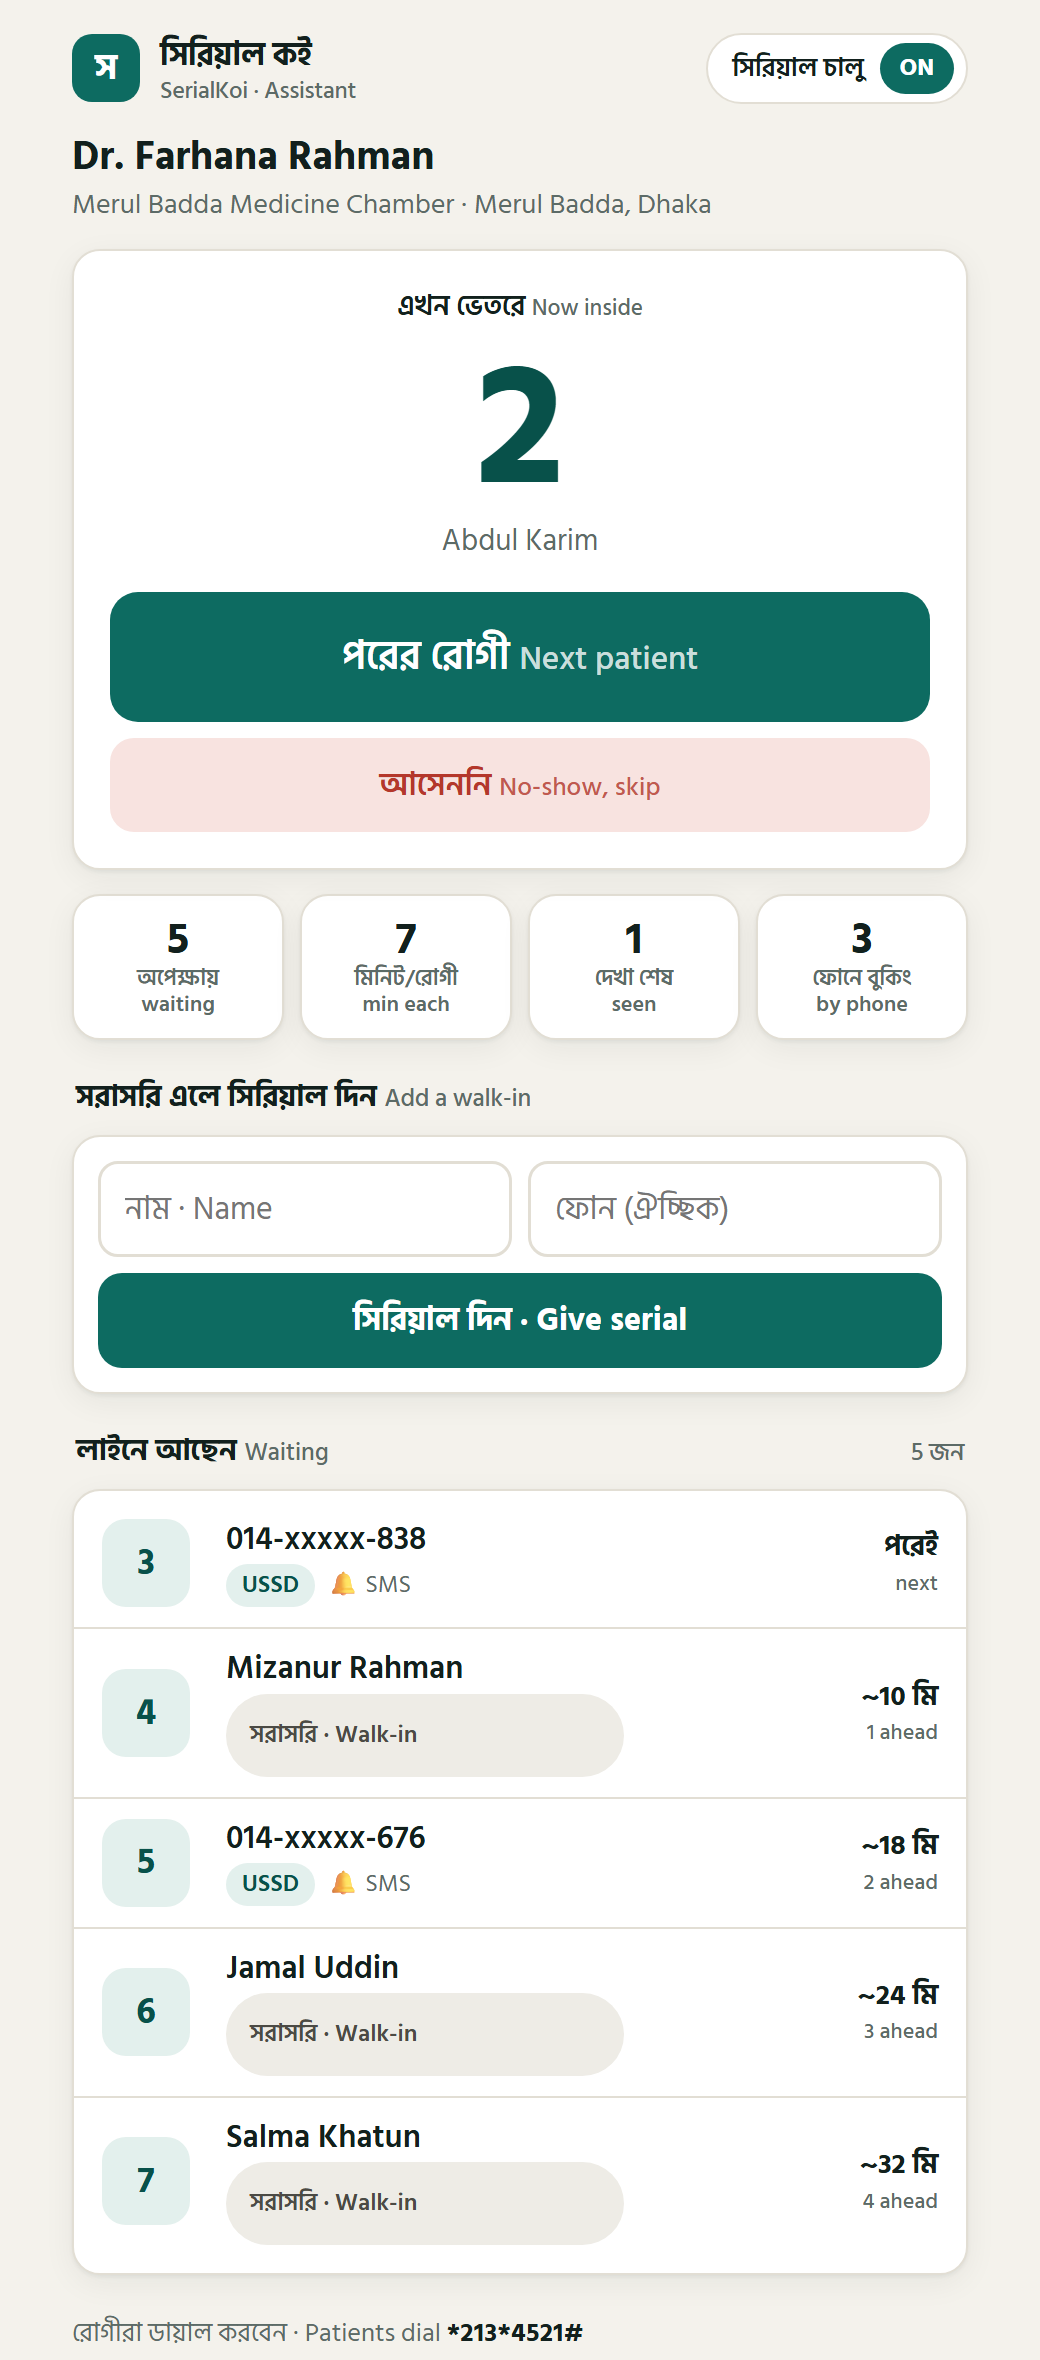 স
সিরিয়াল কই
SerialKoi · Assistant
সিরিয়াল চালু ON
Dr. Farhana Rahman
Merul Badda Medicine Chamber · Merul Badda, Dhaka
এখন ভেতরে Now inside
2
Abdul Karim
পরের রোগী Next patient
আসেননি No-show, skip
5
অপেক্ষায়
waiting
7
মিনিট/রোগী
min each
1
দেখা শেষ
seen
3
ফোনে বুকিং
by phone
সরাসরি এলে সিরিয়াল দিন Add a walk-in
নাম · Name
ফোন (ঐচ্ছিক)
সিরিয়াল দিন · Give serial
লাইনে আছেন Waiting
5 জন
3
014-xxxxx-838
USSD 🔔 SMS
পরেই
next
4
Mizanur Rahman
সরাসরি · Walk-in
~10 মি
1 ahead
5
014-xxxxx-676
USSD 🔔 SMS
~18 মি
2 ahead
6
Jamal Uddin
সরাসরি · Walk-in
~24 মি
3 ahead
7
Salma Khatun
সরাসরি · Walk-in
~32 মি
4 ahead
রোগীরা ডায়াল করবেন · Patients dial *213*4521#